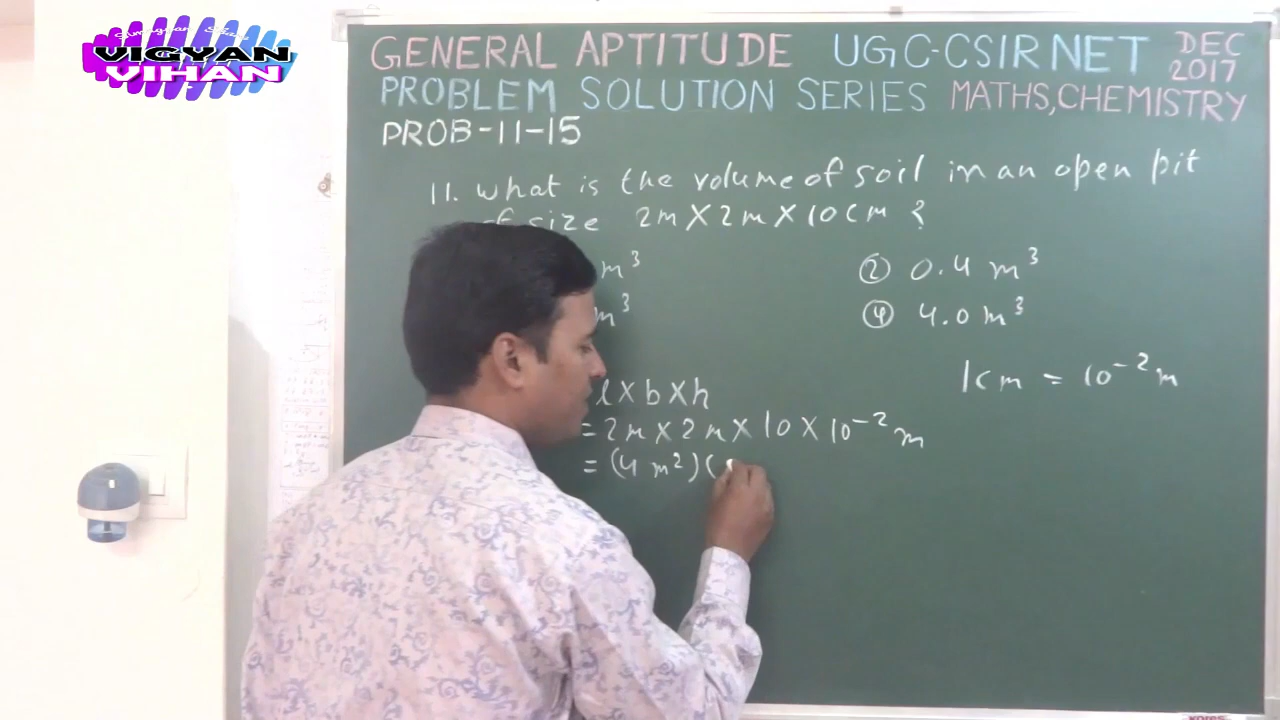 VIGYAN
VIHAN
GENERAL APTITUDE UGC-CSIR NET DEC 2017
PROBLEM SOLUTION SERIES MATHS, CHEMISTRY
PROB-11-15
11. What is the volume of soil in an open pit
of size 2m X 2m X 10cm ?
m³ ② 0.4 m³
m³ ④ 4.0 m³
1cm = 10⁻² m
l X b X h
= 2m X 2m X 10 X 10⁻² m
= (4 m²) (